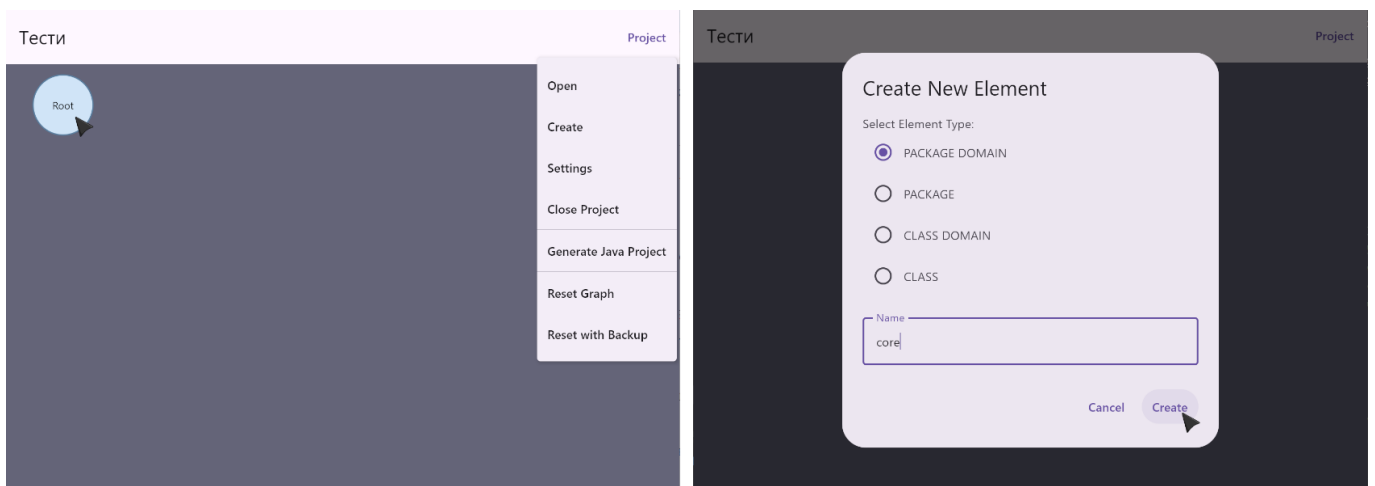 Тести
Project
Root
Open
Create
Settings
Close Project
Generate Java Project
Reset Graph
Reset with Backup
Тести
Project
Create New Element
Select Element Type:
PACKAGE DOMAIN
PACKAGE
CLASS DOMAIN
CLASS
Name
core
Cancel
Create